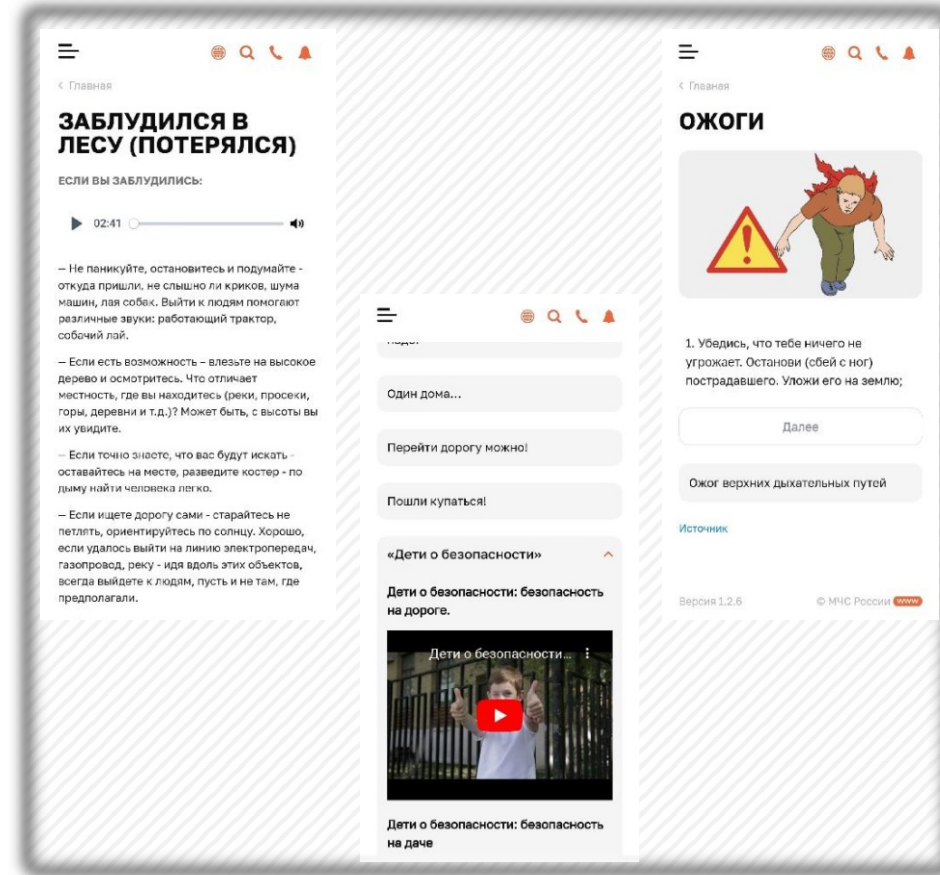 < Главная
ЗАБЛУДИЛСЯ В
ЛЕСУ (ПОТЕРЯЛСЯ)
ЕСЛИ ВЫ ЗАБЛУДИЛИСЬ:
02:41
— Не паникуйте, остановитесь и подумайте -
откуда пришли, не слышно ли криков, шума
машин, лая собак. Выйти к людям помогают
различные звуки: работающий трактор,
собачий лай.
— Если есть возможность – влезьте на высокое
дерево и осмотритесь. Что отличает
местность, где вы находитесь (реки, просеки,
горы, деревни и т.д.)? Может быть, с высоты вы
их увидите.
— Если точно знаете, что вас будут искать -
оставайтесь на месте, разведите костер - по
дыму найти человека легко.
— Если ищете дорогу сами - старайтесь не
петлять, ориентируйтесь по солнцу. Хорошо,
если удалось выйти на линию электропередач,
газопровод, реку - идя вдоль этих объектов,
всегда выйдете к людям, пусть и не там, где
предполагали.
Один дома...
Перейти дорогу можно!
Пошли купаться!
«Дети о безопасности»
Дети о безопасности: безопасность
на дороге.
Дети о безопасности...
Дети о безопасности: безопасность
на даче
< Главная
ОЖОГИ
1. Убедись, что тебе ничего не
угрожает. Останови (сбей с ног)
пострадавшего. Уложи его на землю;
Далее
Ожог верхних дыхательных путей
Источник
Версия 1.2.6 © МЧС России www